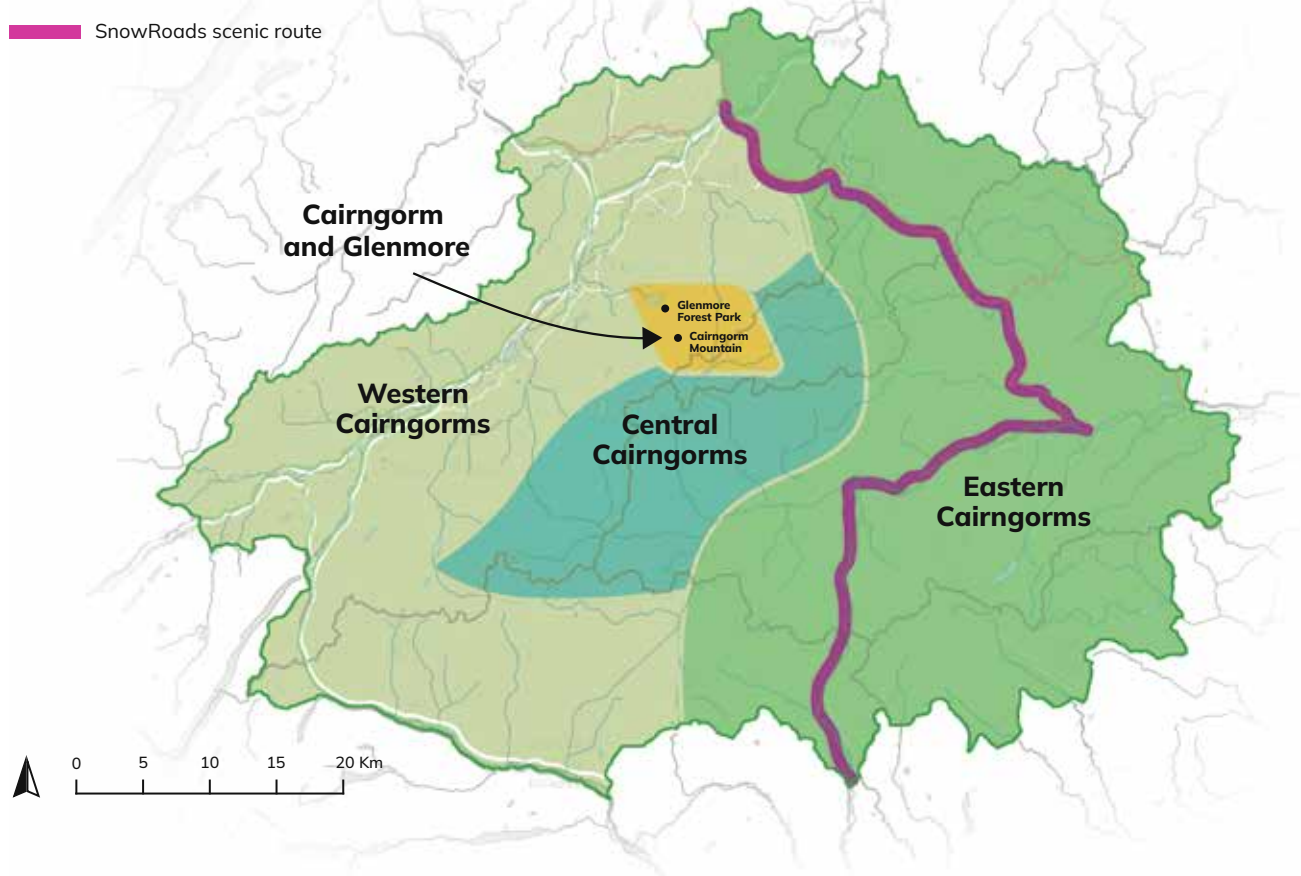 SnowRoads scenic route
Cairngorm
and Glenmore
Glenmore
Forest Park
Cairngorm
Mountain
Western
Cairngorms
Central
Cairngorms
Eastern
Cairngorms
0 5 10 15 20 Km